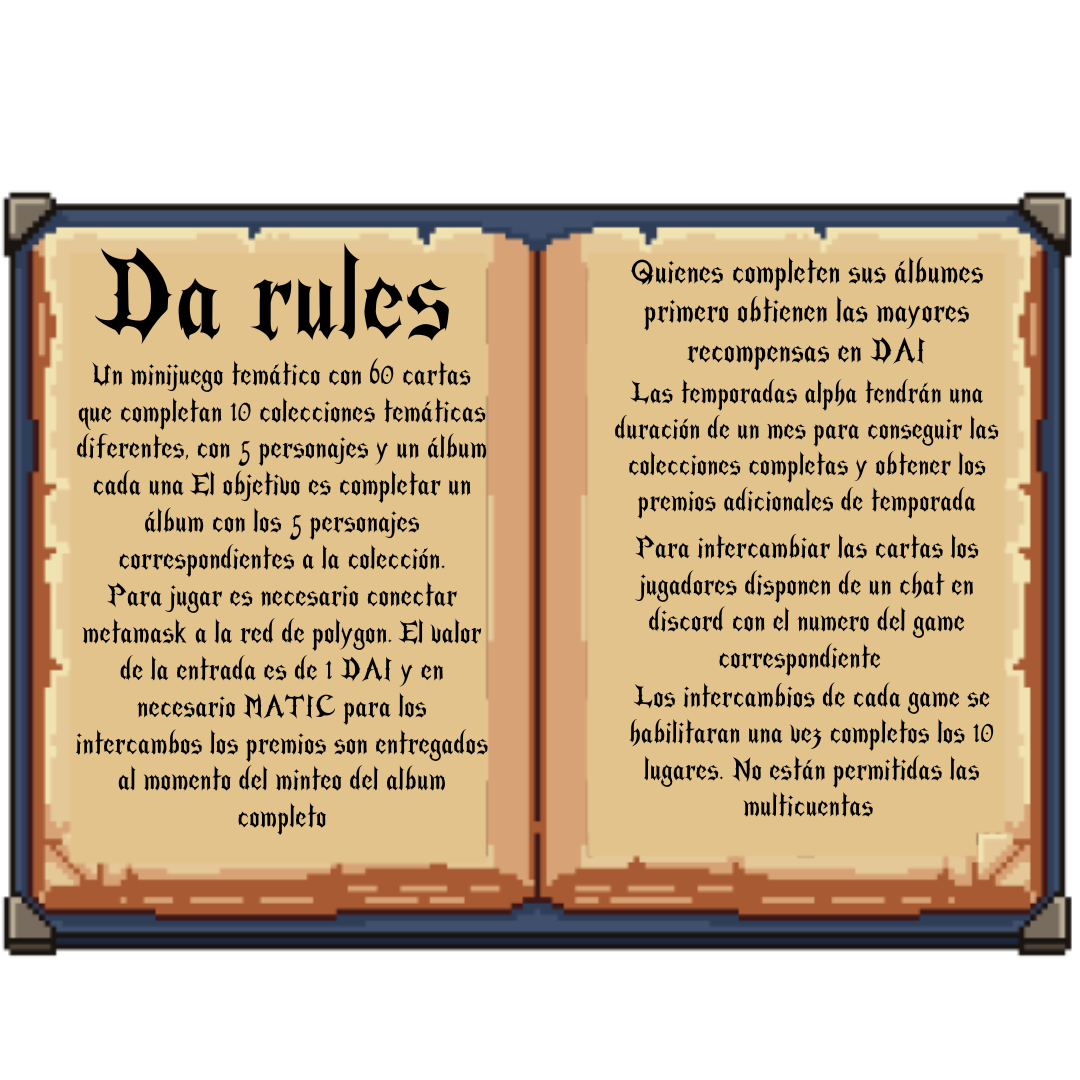 Da rules
Un minijuego temático con 60 cartas
que completan 10 colecciones temáticas
diferentes, con 5 personajes y un álbum
cada una El objetivo es completar un
álbum con los 5 personajes
correspondientes a la colección.
Para jugar es necesario conectar
metamask a la red de polygon. El valor
de la entrada es de 1 DAI y en
necesario MATIC para los
intercambos los premios son entregados
al momento del minteo del album
completo
Quienes completen sus álbumes
primero obtienen las mayores
recompensas en DAI
Las temporadas alpha tendrán una
duración de un mes para conseguir las
colecciones completas y obtener los
premios adicionales de temporada
Para intercambiar las cartas los
jugadores disponen de un chat en
discord con el numero del game
correspondiente
Los intercambios de cada game se
habilitaran una vez completos los 10
lugares. No están permitidas las
multicuentas